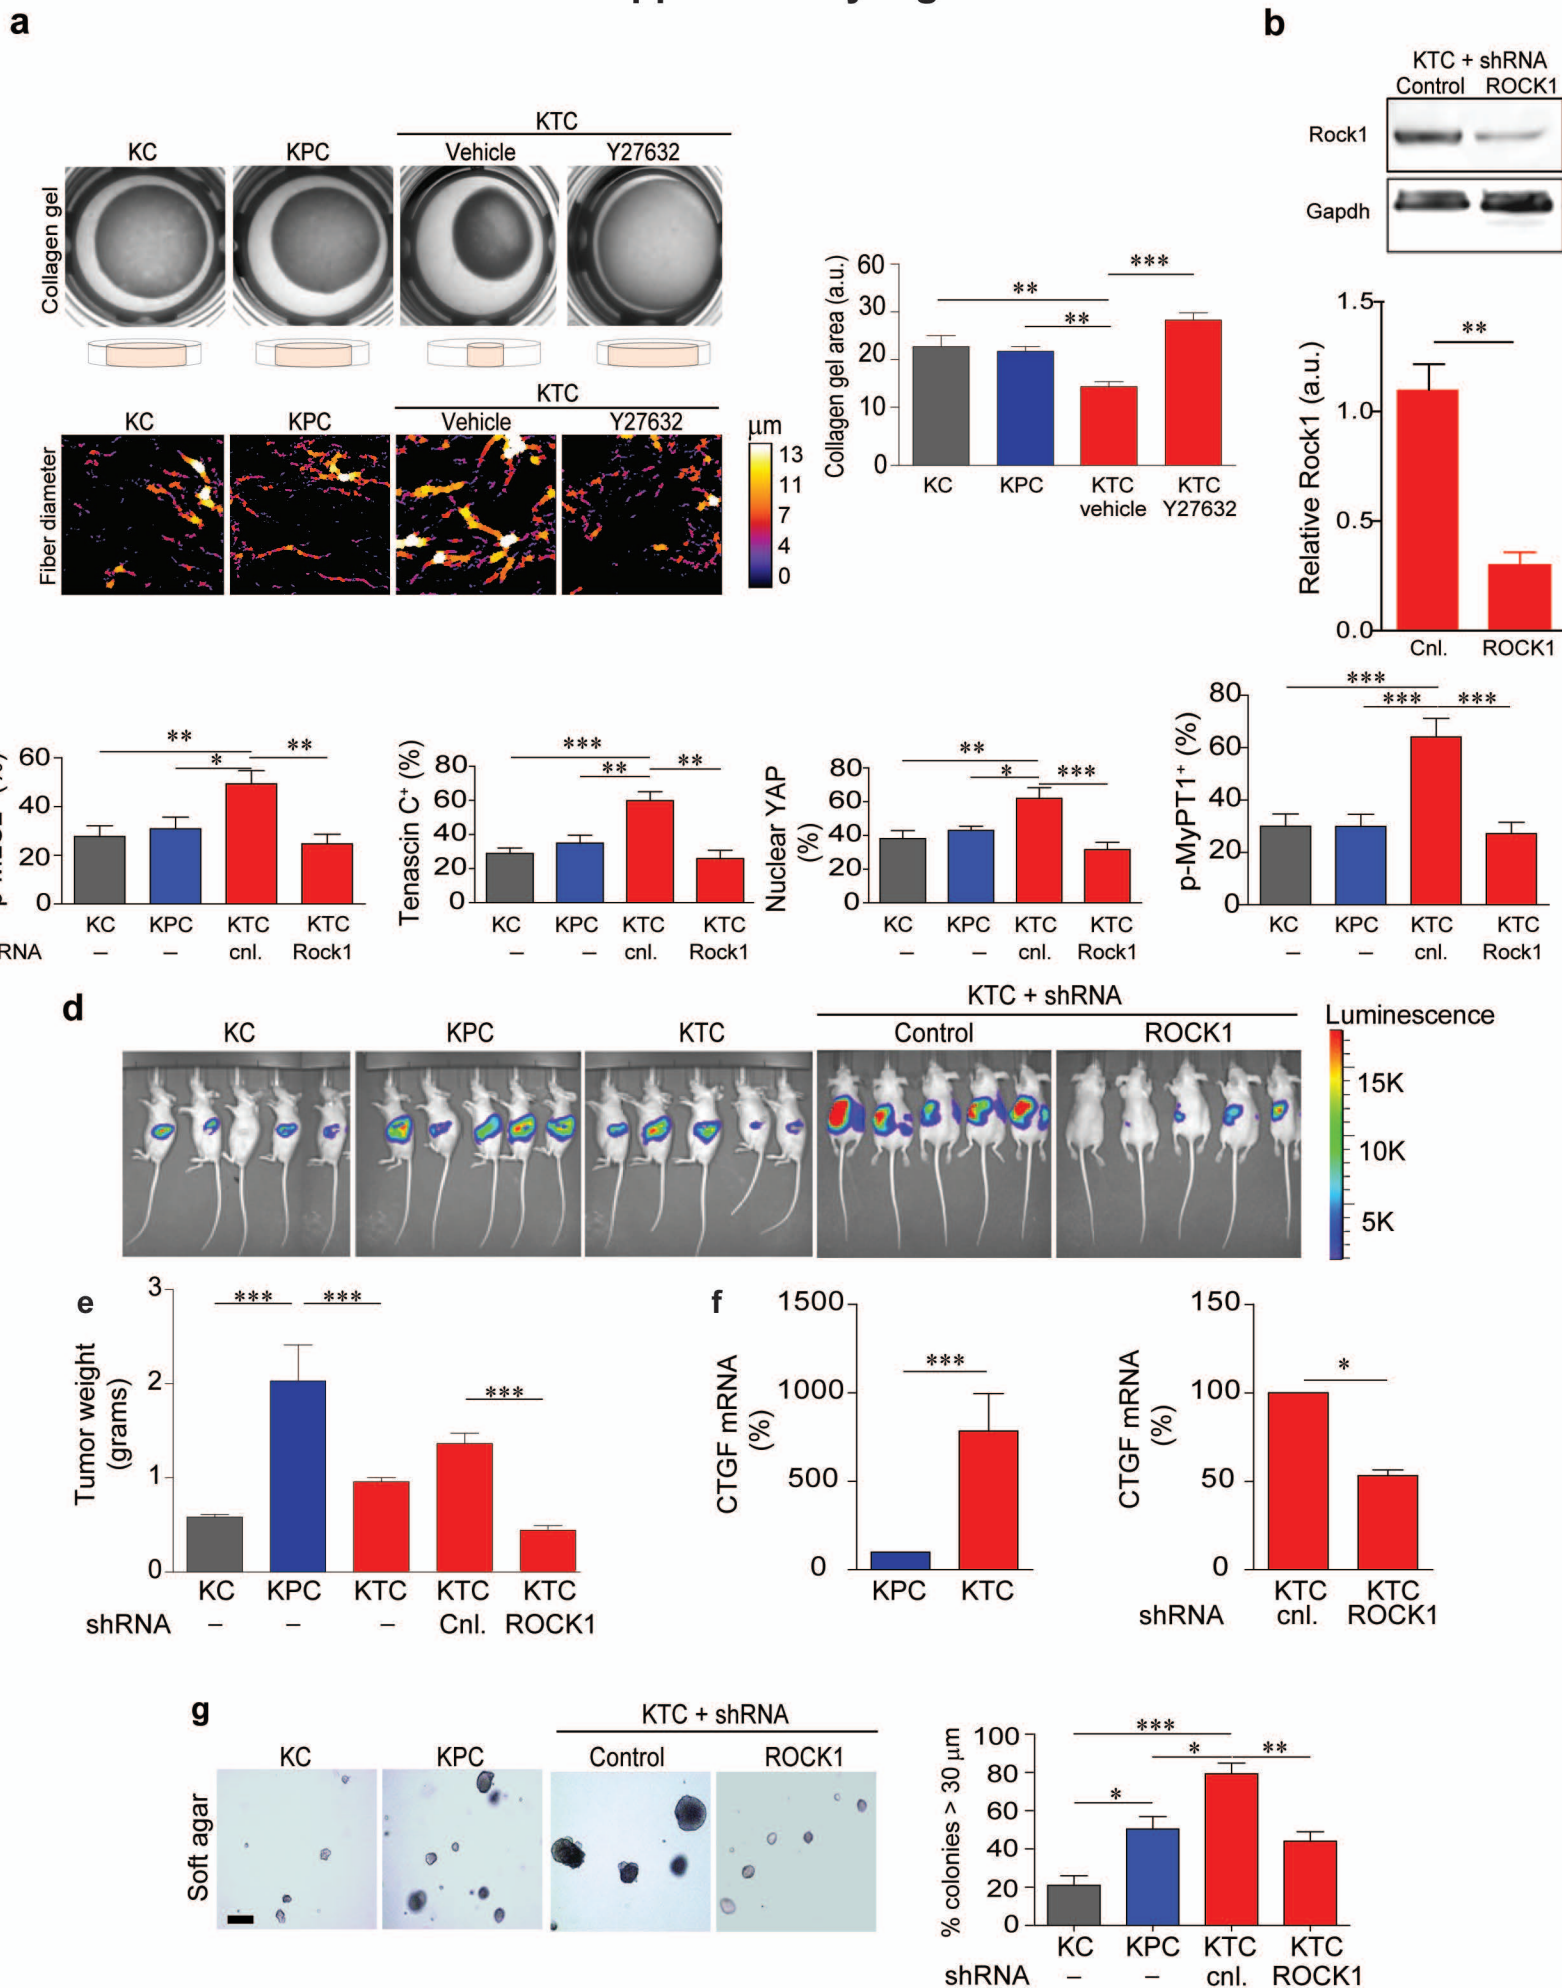 a
KTC
KC
KPC
Vehicle
Y27632
Collagen gel
KTC
KC
KPC
Vehicle
Y27632
Fiber diameter
μm
13
11
7
4
0
Collagen gel area (a.u.)
60
30
20
10
0
**
**
***
KC
KPC
KTC
vehicle
KTC
Y27632
b
KTC + shRNA
Control
ROCK1
Rock1
Gapdh
Relative Rock1 (a.u.)
1.5
1.0
0.5
0.0
**
Cnl.
ROCK1
60
40
20
0
**
*
**
KC
KPC
KTC
cnl.
KTC
Rock1
RNA
–
–
Tenascin C⁺ (%)
80
60
40
20
0
***
**
**
KC
KPC
KTC
cnl.
KTC
Rock1
–
–
Nuclear YAP
(%)
80
60
40
20
0
**
*
***
KC
KPC
KTC
cnl.
KTC
Rock1
–
–
p-MyPT1⁺ (%)
80
60
40
20
0
***
***
***
KC
KPC
KTC
cnl.
KTC
Rock1
–
–
d
KTC + shRNA
KC
KPC
KTC
Control
ROCK1
Luminescence
15K
10K
5K
e
Tumor weight
(grams)
3
2
1
0
***
***
***
KC
KPC
KTC
KTC
KTC
shRNA
–
–
–
Cnl.
ROCK1
f
CTGF mRNA
(%)
1500
1000
500
0
***
KPC
KTC
CTGF mRNA
(%)
150
100
50
0
*
KTC
cnl.
KTC
ROCK1
shRNA
g
KTC + shRNA
KC
KPC
Control
ROCK1
Soft agar
% colonies > 30 μm
100
80
60
40
20
0
***
*
**
*
KC
KPC
KTC
KTC
shRNA
–
–
cnl.
ROCK1